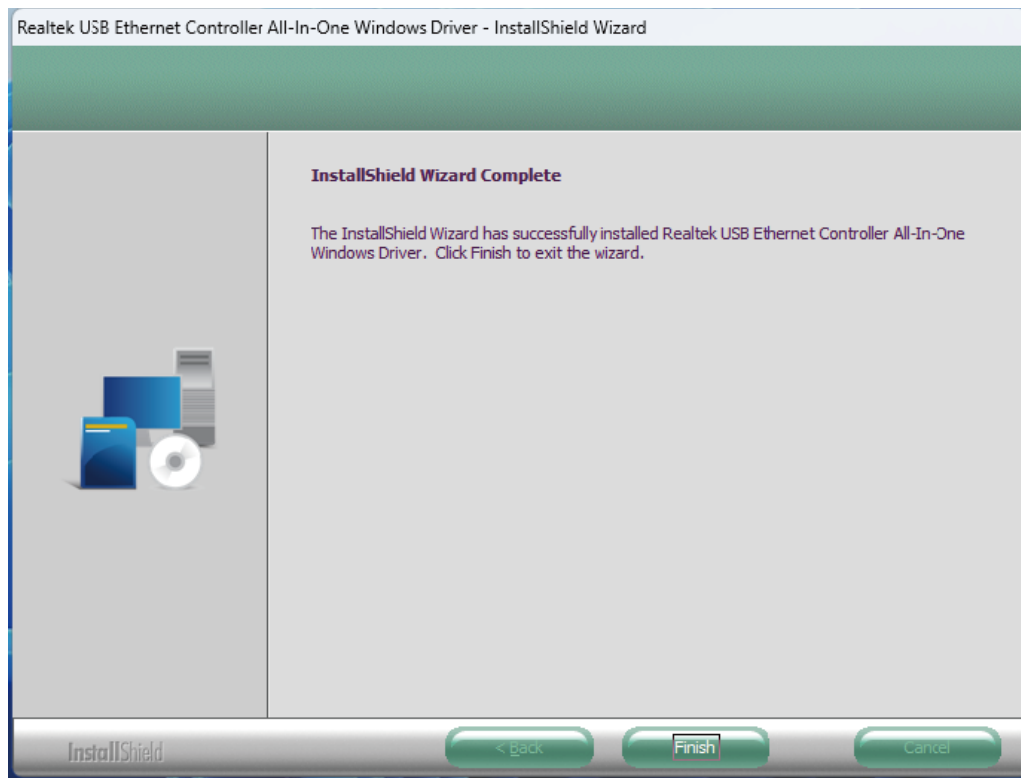 Realtek USB Ethernet Controller All-In-One Windows Driver - InstallShield Wizard
InstallShield Wizard Complete
The InstallShield Wizard has successfully installed Realtek USB Ethernet Controller All-In-One
Windows Driver. Click Finish to exit the wizard.
InstallShield
< Back
Finish
Cancel